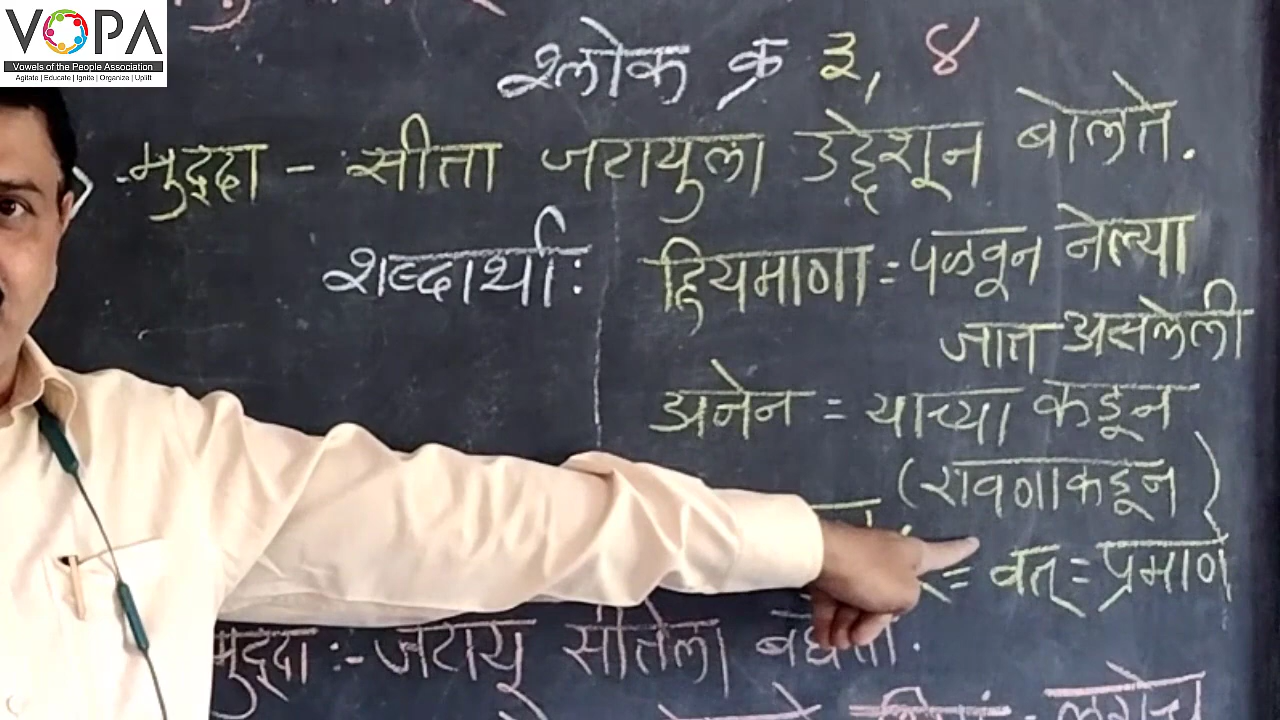 VOPA
Vowels of the People Association
Agitate | Educate | Ignite | Organize | Uplift
श्लोक क्र ३, ४
मुद्दा - सीता जटायुला उद्देशून बोलते.
शब्दार्थाः ह्रियमाणा = पळवून नेल्या
जात असलेली
अनेन = याच्या कडून
(रावणाकडून)
= वत् = प्रमाणे
मुद्दा :- जटायू सीतेला बघतो.